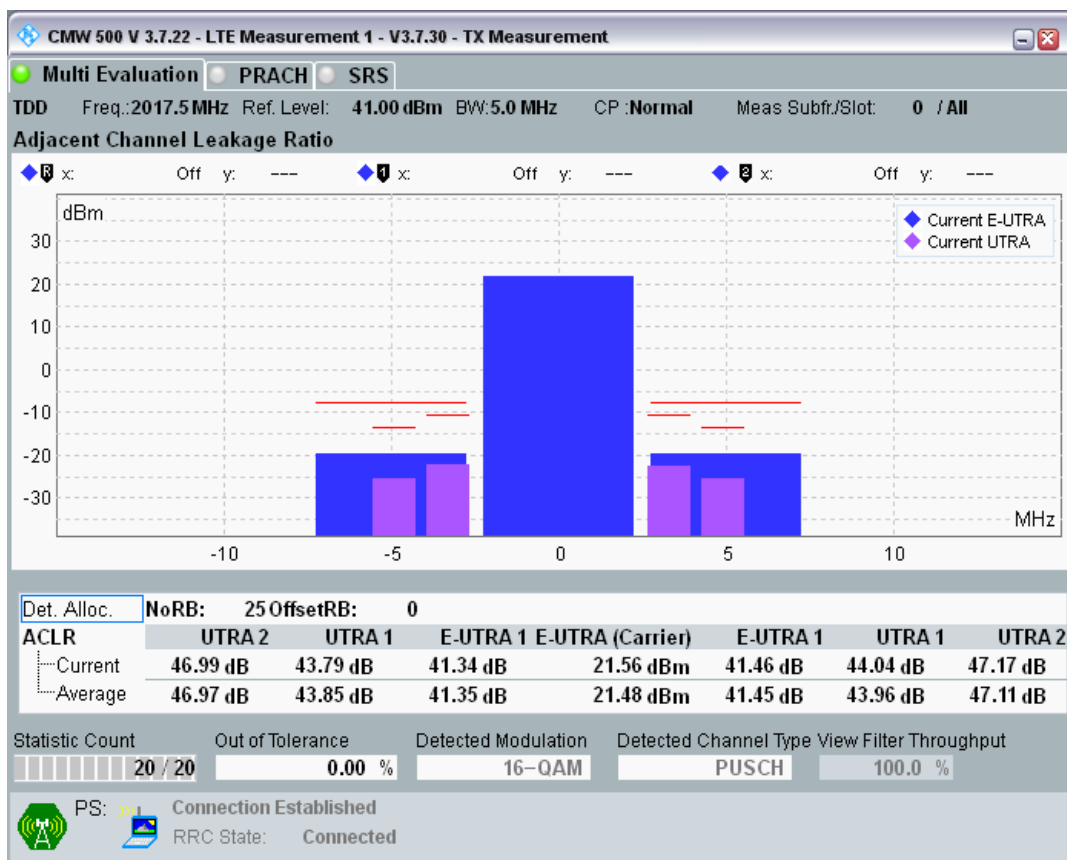 CMW 500 V 3.7.22 - LTE Measurement 1 - V3.7.30 - TX Measurement
Multi Evaluation PRACH SRS
TDD Freq.:2017.5 MHz Ref. Level: 41.00 dBm BW:5.0 MHz CP :Normal Meas Subfr./Slot: 0 / All
Adjacent Channel Leakage Ratio
R x: Off y: --- 1 x: Off y: --- 2 x: Off y: ---
dBm
Current E-UTRA
Current UTRA
30
20
10
0
-10
-20
-30
MHz
-10 -5 0 5 10
Det. Alloc. NoRB: 25 OffsetRB: 0
ACLR UTRA 2 UTRA 1 E-UTRA 1 E-UTRA (Carrier) E-UTRA 1 UTRA 1 UTRA 2
Current 46.99 dB 43.79 dB 41.34 dB 21.56 dBm 41.46 dB 44.04 dB 47.17 dB
Average 46.97 dB 43.85 dB 41.35 dB 21.48 dBm 41.45 dB 43.96 dB 47.11 dB
Statistic Count Out of Tolerance Detected Modulation Detected Channel Type View Filter Throughput
20 / 20 0.00 % 16-QAM PUSCH 100.0 %
PS: Connection Established
RRC State: Connected